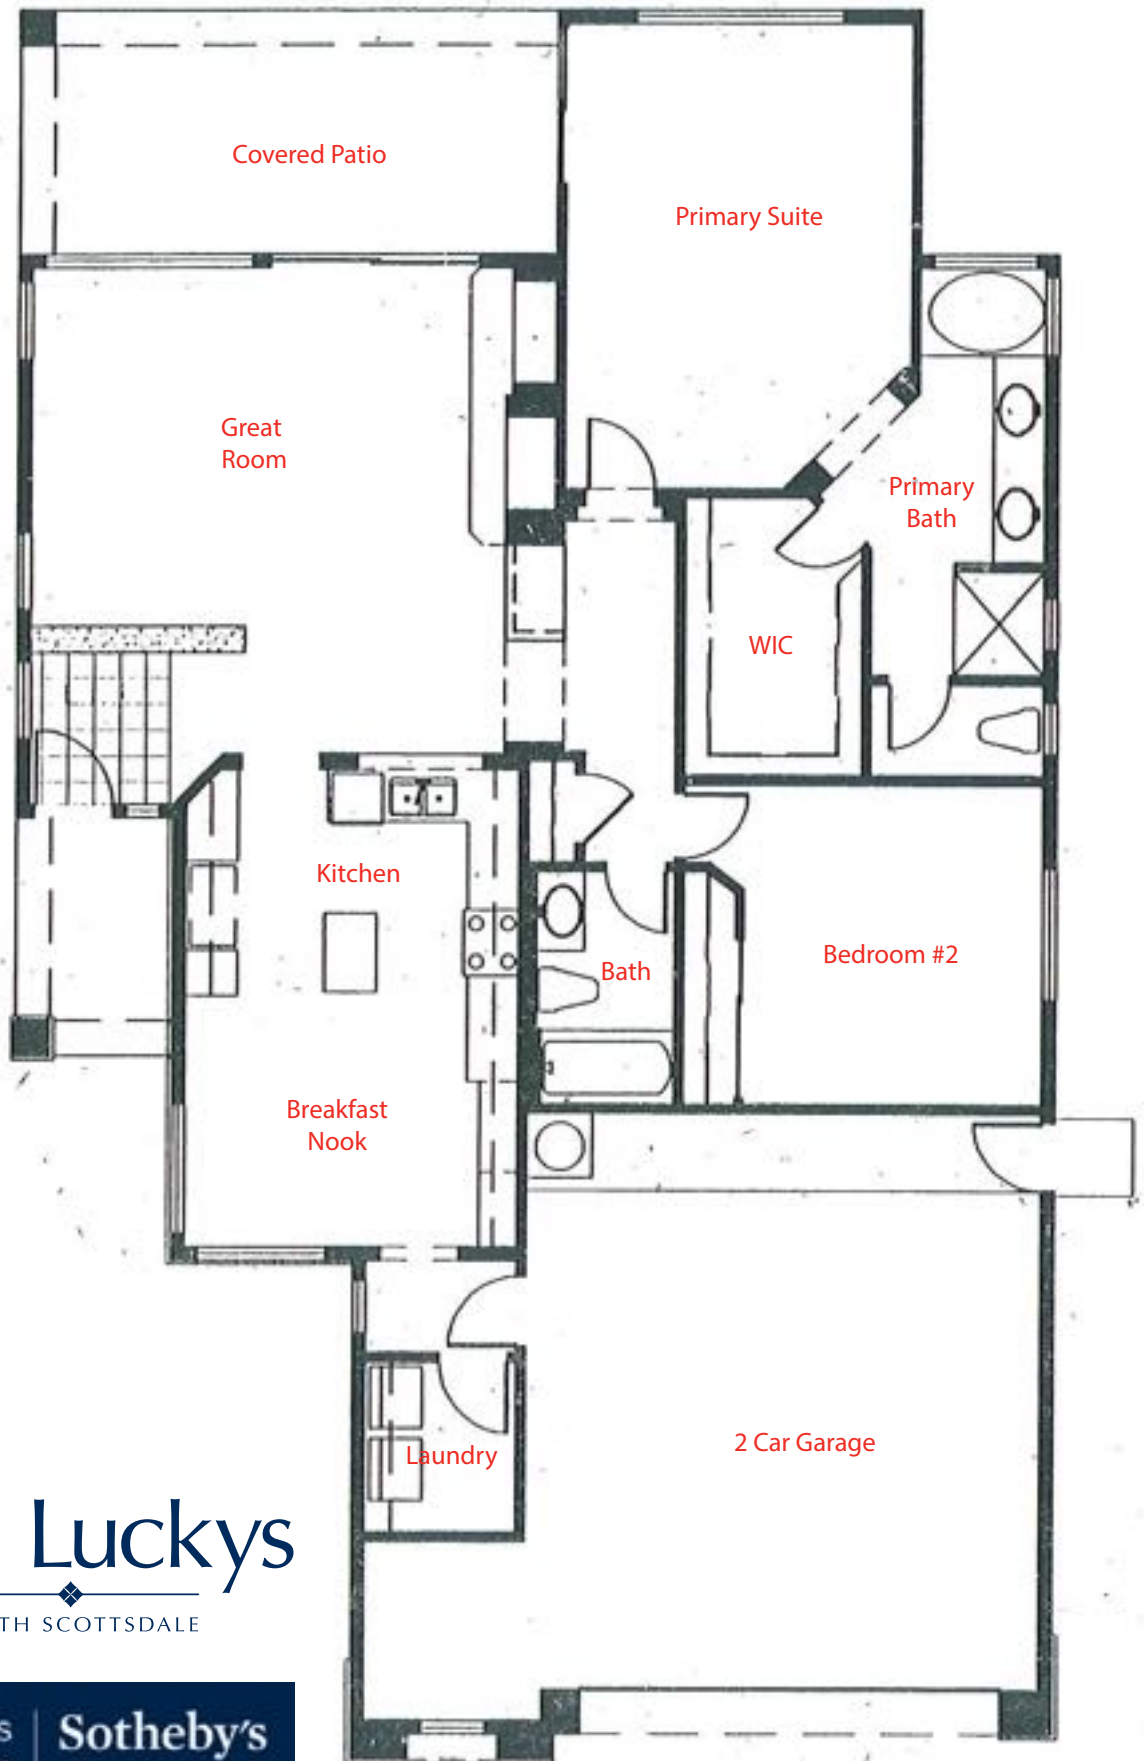 Covered Patio
Primary Suite
Great
Room
Primary
Bath
WIC
Kitchen
Bedroom #2
Bath
Breakfast
Nook
2 Car Garage
Laundry
Luckys
TH SCOTTSDALE
S | Sotheby's